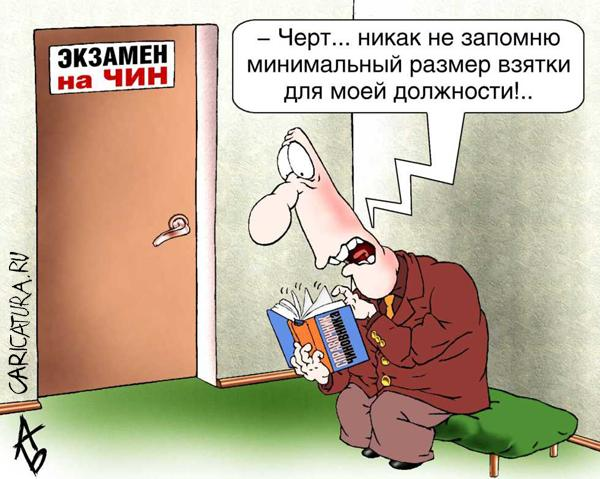 ЭКЗАМЕН
на ЧИН
– Черт... никак не запомню
минимальный размер взятки
для моей должности!..
CARICATURA.RU